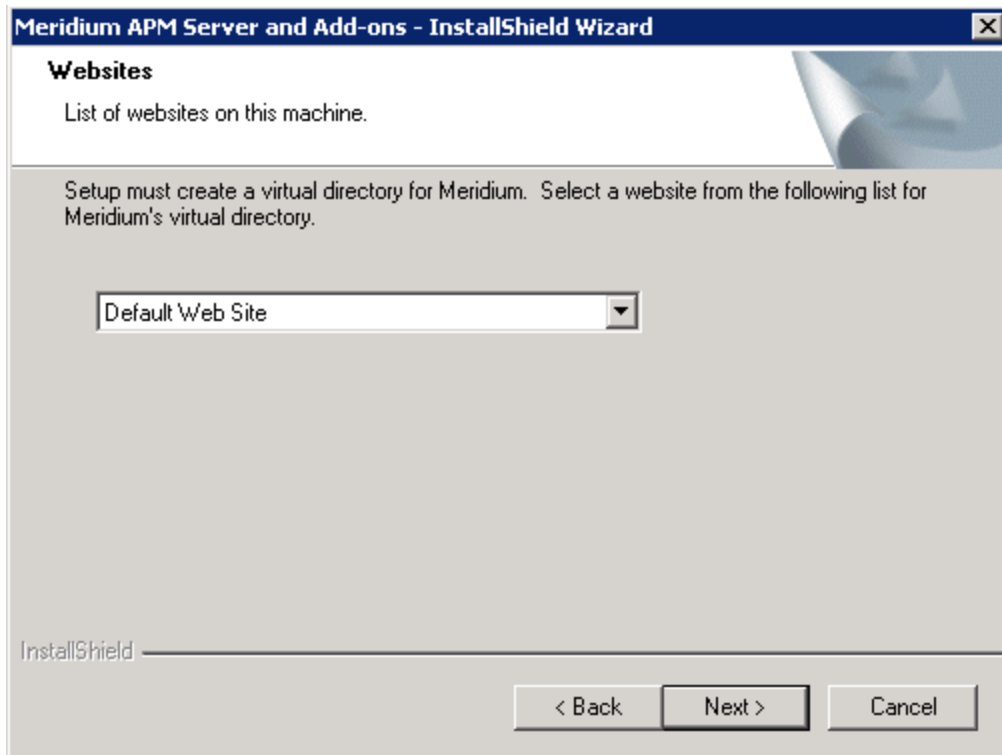 Meridium APM Server and Add-ons - InstallShield Wizard
Websites
List of websites on this machine.
Setup must create a virtual directory for Meridium.  Select a website from the following list for
Meridium's virtual directory.
Default Web Site
InstallShield
< Back
Next >
Cancel